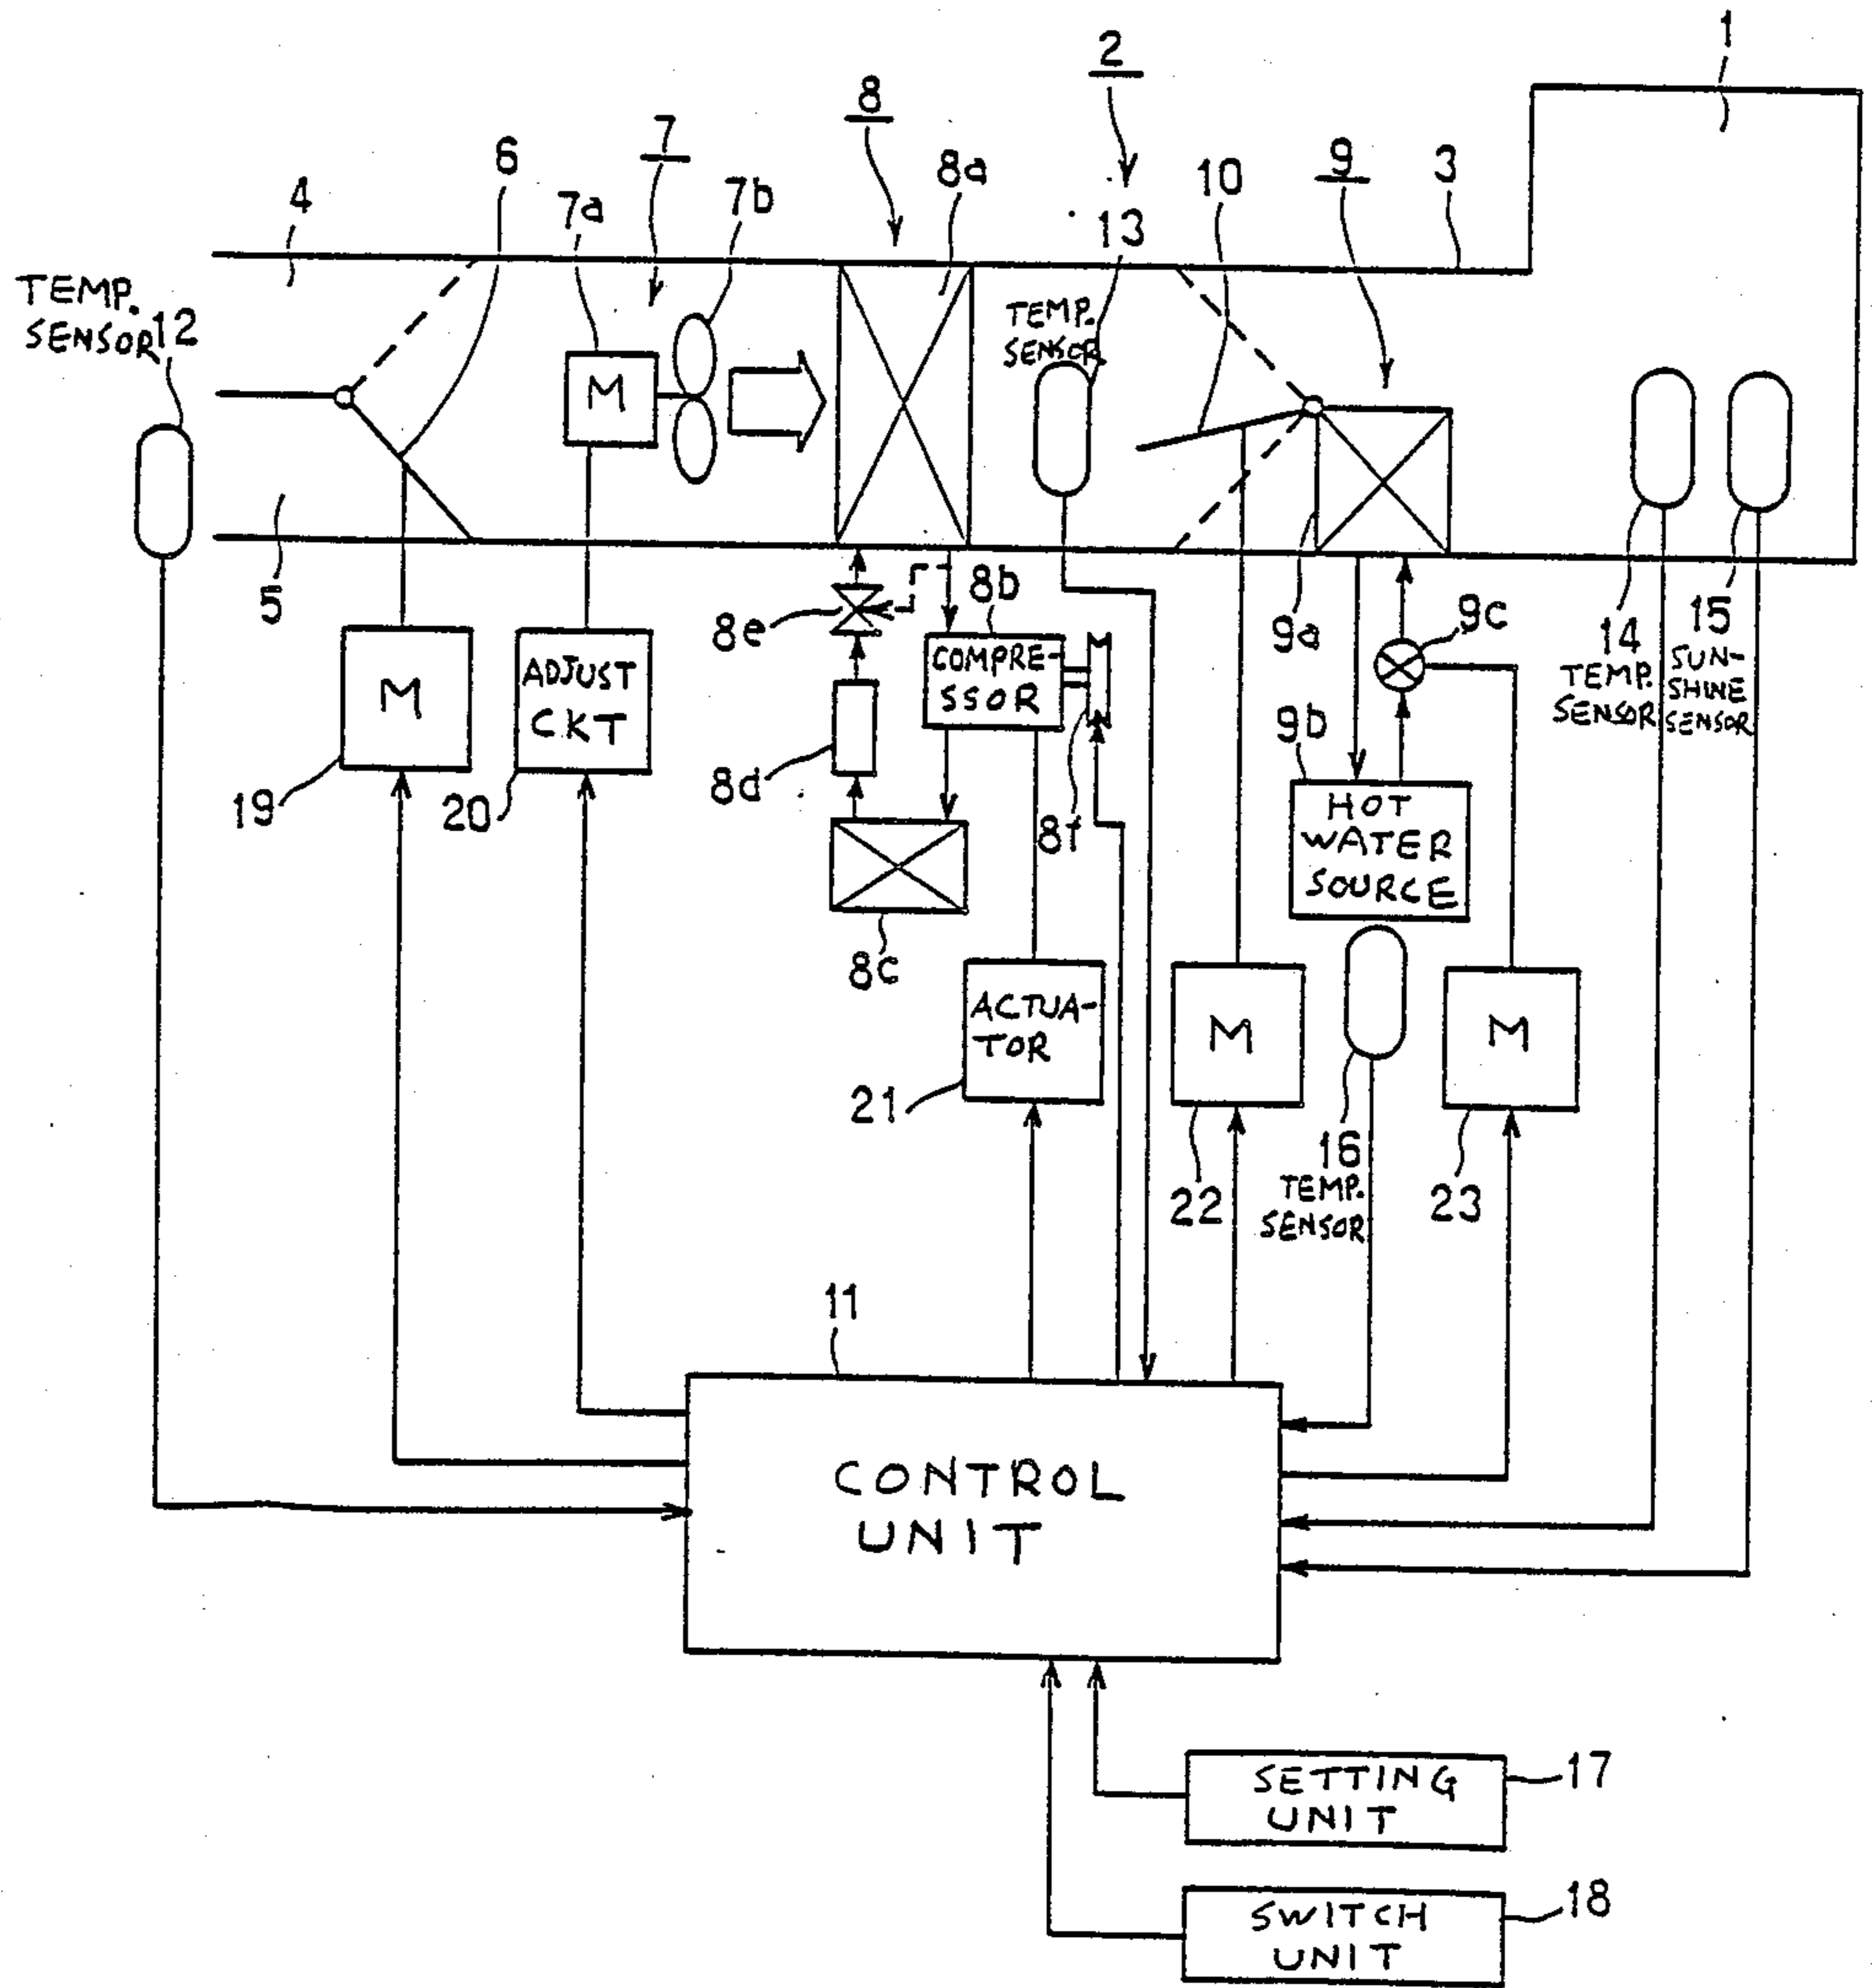 1
2
8
7
6
8a
9
3
10
4
7a
7b
13
TEMP.
SENSOR
12
TEMP.
SENSOR
M
5
8e
8b
9a
9c
14
15
COMPRE-
SSOR
TEMP.
SENSOR
SUN-
SHINE
SENSOR
M
ADJUST
CKT
8d
9b
19
20
8f
HOT
WATER
SOURCE
8c
ACTUA-
TOR
M
M
21
16
22
TEMP.
SENSOR
23
11
CONTROL
UNIT
SETTING
UNIT
17
SWITCH
UNIT
18